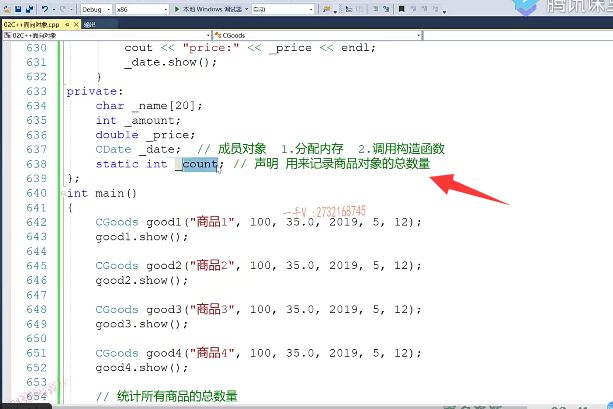 Debug
x86
本地 Windows 调试器
自动
腾讯课堂
02C++面向对象.cpp
输出
02C++面向对象
CGoods
630 cout << "price:" << _price << endl;
631 _date.show();
632 }
633 private:
634 char _name[20];
635 int _amount;
636 double _price;
637 CDate _date; // 成员对象 1.分配内存 2.调用构造函数
638 static int _count; // 声明 用来记录商品对象的总数量
639 };
640 int main()
641 {
一手V :2732168745
642 CGoods good1("商品1", 100, 35.0, 2019, 5, 12);
643 good1.show();
644
645 CGoods good2("商品2", 100, 35.0, 2019, 5, 12);
646 good2.show();
647
648 CGoods good3("商品3", 100, 35.0, 2019, 5, 12);
649 good3.show();
650
651 CGoods good4("商品4", 100, 35.0, 2019, 5, 12);
652 good4.show();
653
654 // 统计所有商品的总数量